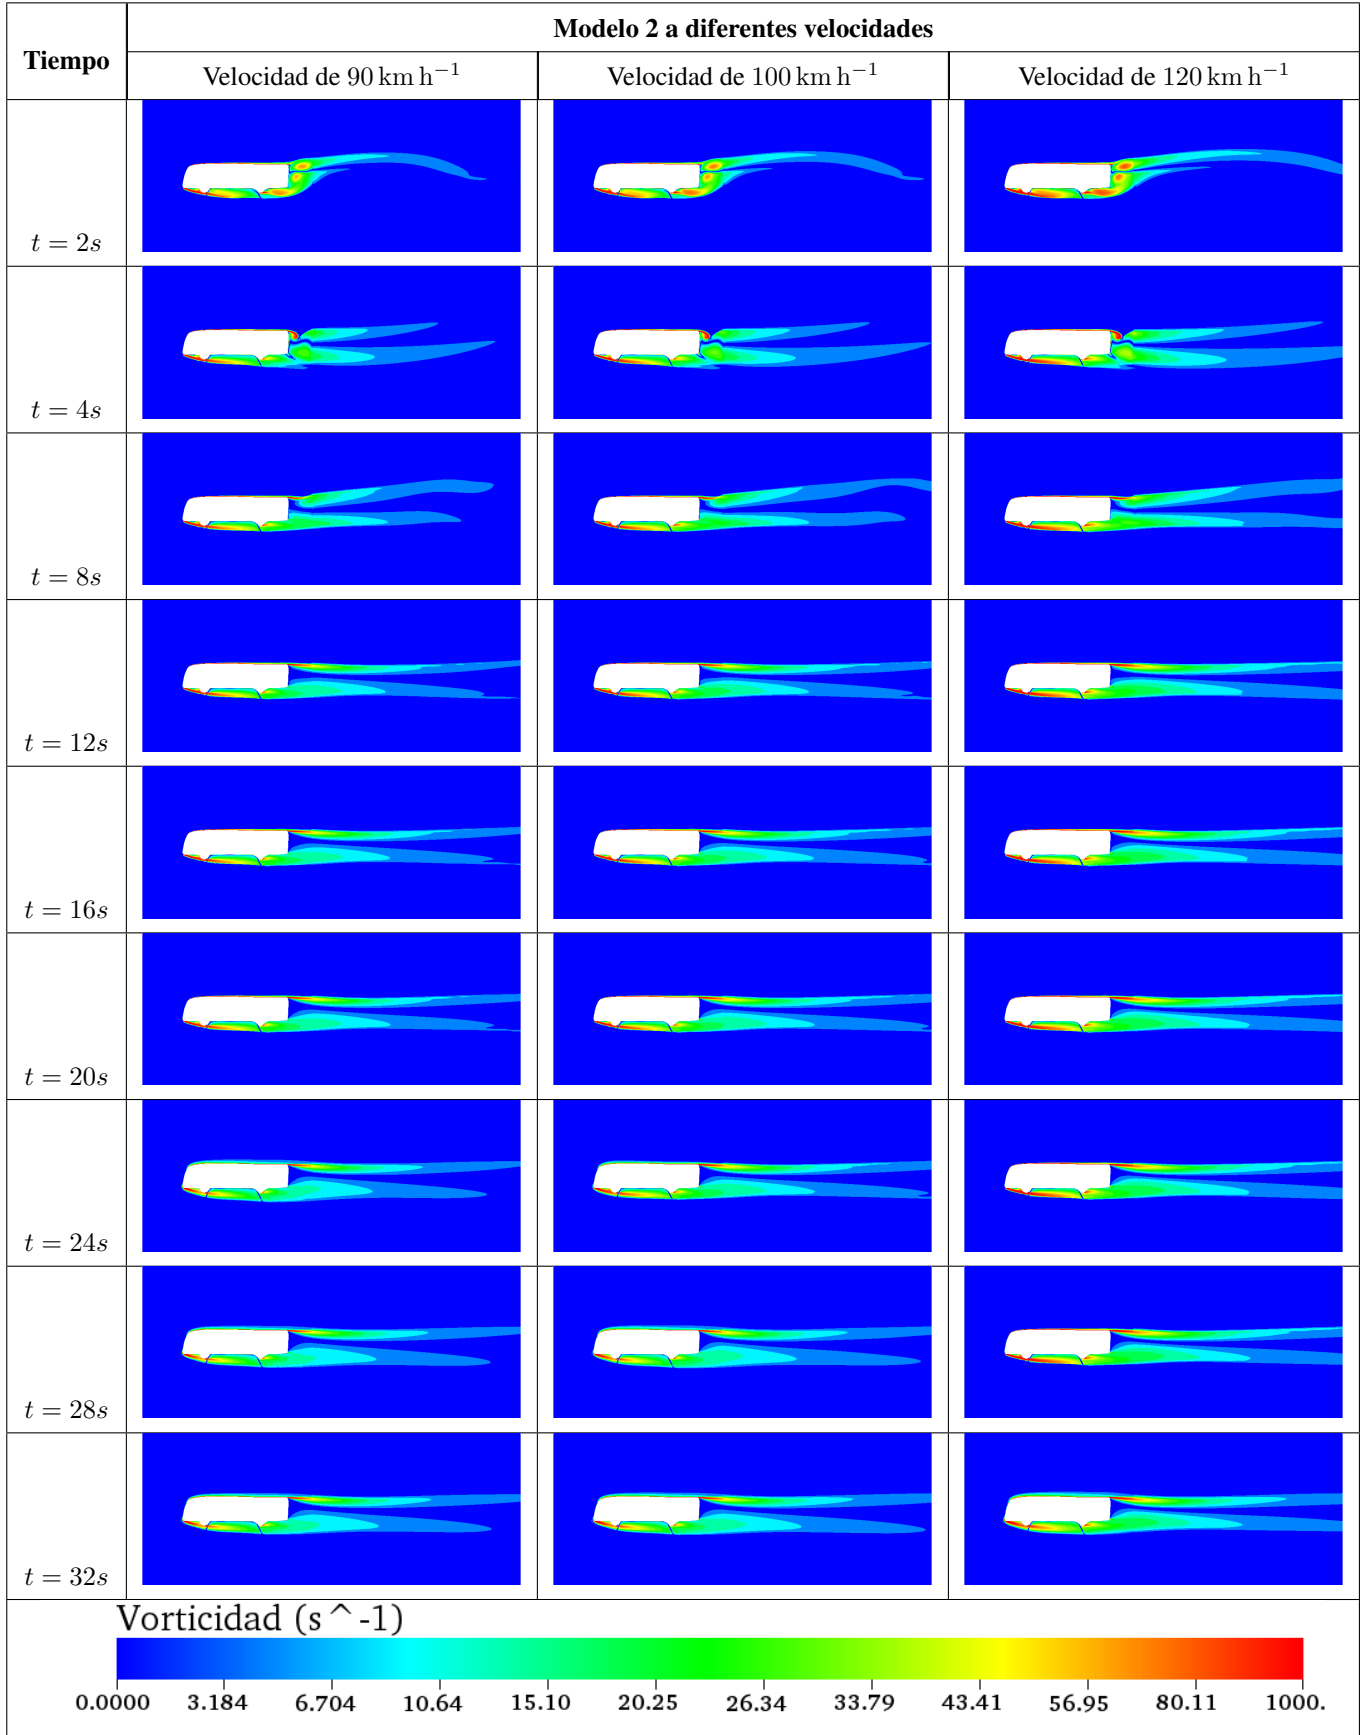 Modelo 2 a diferentes velocidades
Tiempo
Velocidad de 90 km h⁻¹
Velocidad de 100 km h⁻¹
Velocidad de 120 km h⁻¹
t = 2s
t = 4s
t = 8s
t = 12s
t = 16s
t = 20s
t = 24s
t = 28s
t = 32s
Vorticidad (s^-1)
0.0000 3.184 6.704 10.64 15.10 20.25 26.34 33.79 43.41 56.95 80.11 1000.